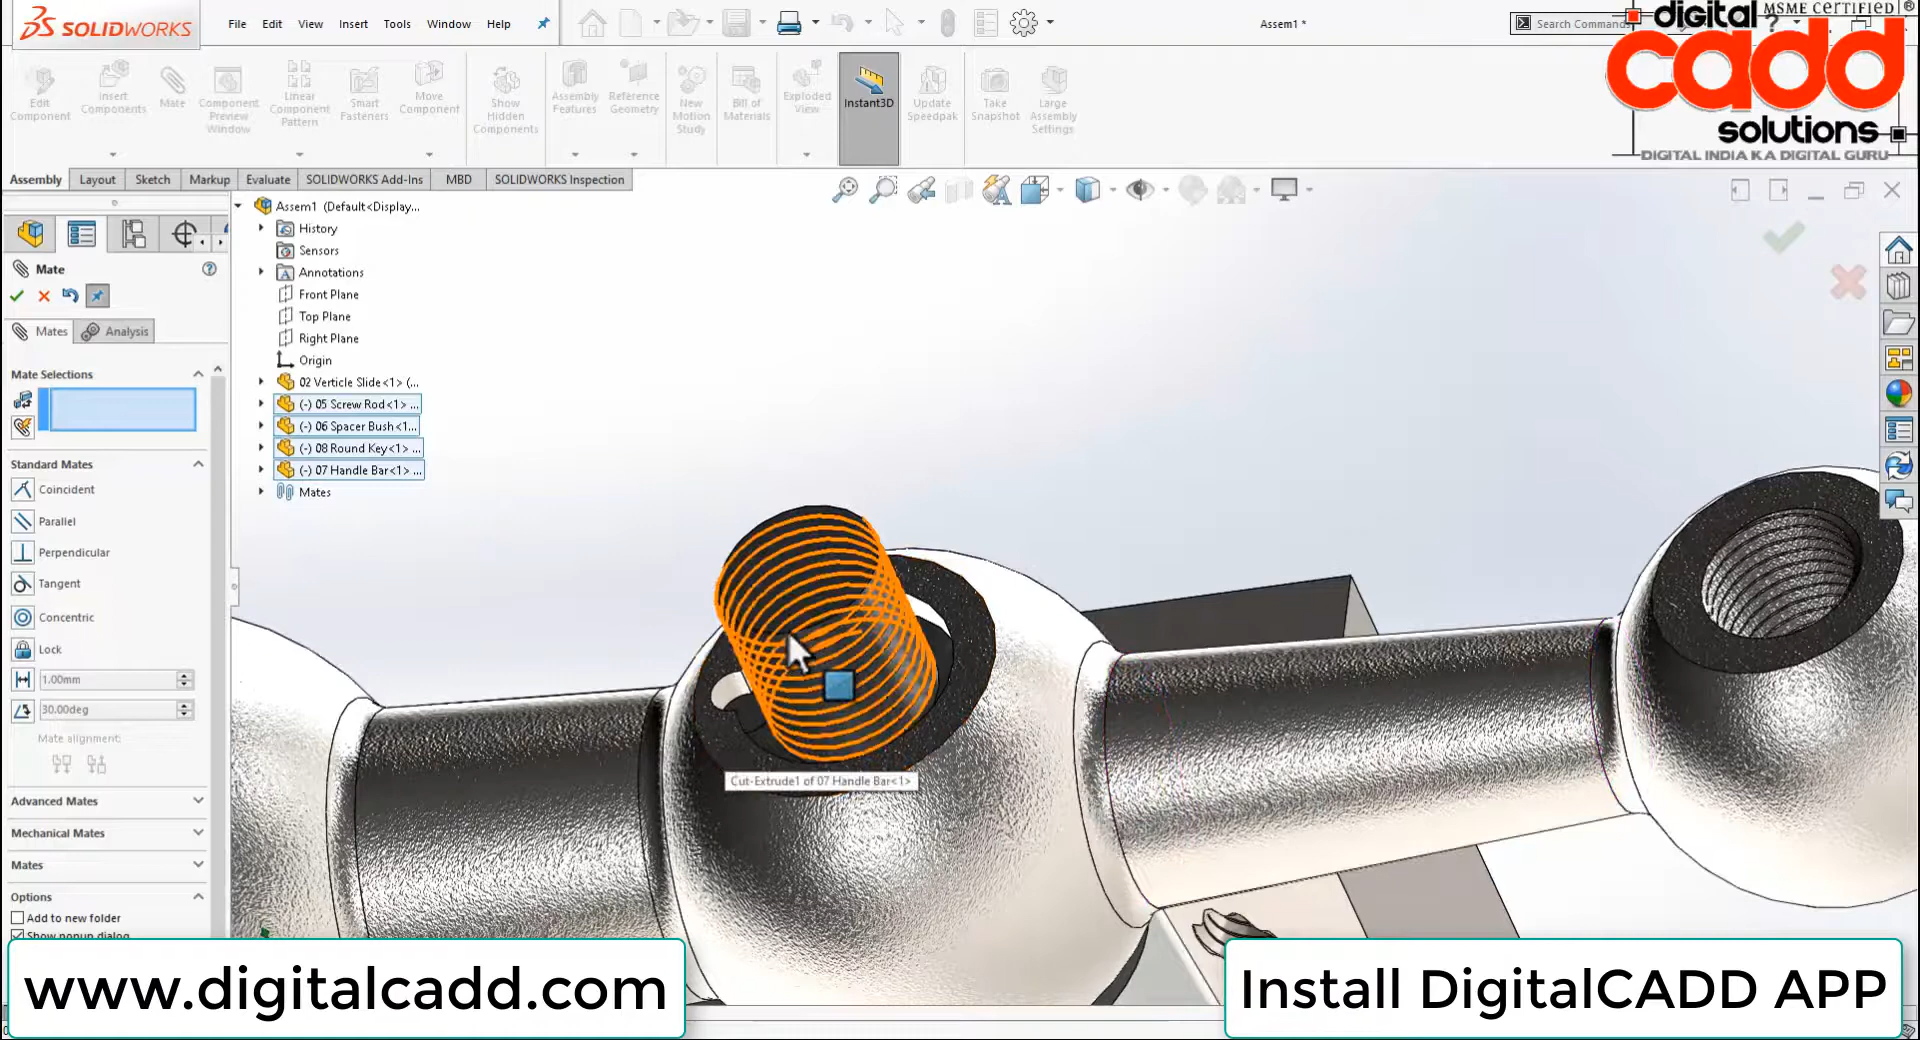 SOLIDWORKS
File Edit View Insert Tools Window Help
Assem1 *
Search Commands
MSME CERTIFIED
®
digital
cadd
solutions
DIGITAL INDIA KA DIGITAL GURU
Edit Component
Insert Components
Mate
Component Preview Window
Linear Component Pattern
Smart Fasteners
Move Component
Show Hidden Components
Assembly Features
Reference Geometry
New Motion Study
Bill of Materials
Exploded View
Instant3D
Update Speedpak
Take Snapshot
Large Assembly Settings
Assembly Layout Sketch Markup Evaluate SOLIDWORKS Add-Ins MBD SOLIDWORKS Inspection
Mate
Mates Analysis
Mate Selections
Standard Mates
Coincident
Parallel
Perpendicular
Tangent
Concentric
Lock
1.00mm
30.00deg
Mate alignment:
Advanced Mates
Mechanical Mates
Mates
Options
Add to new folder
Show popup dialog
Assem1 (Default<Display...
History
Sensors
Annotations
Front Plane
Top Plane
Right Plane
Origin
02 Verticle Slide<1> (...
(-) 05 Screw Rod<1> ...
(-) 06 Spacer Bush<1...
(-) 08 Round Key<1> ...
(-) 07 Handle Bar<1> ...
Mates
Cut-Extrude1 of 07 Handle Bar<1>
www.digitalcadd.com
Install DigitalCADD APP